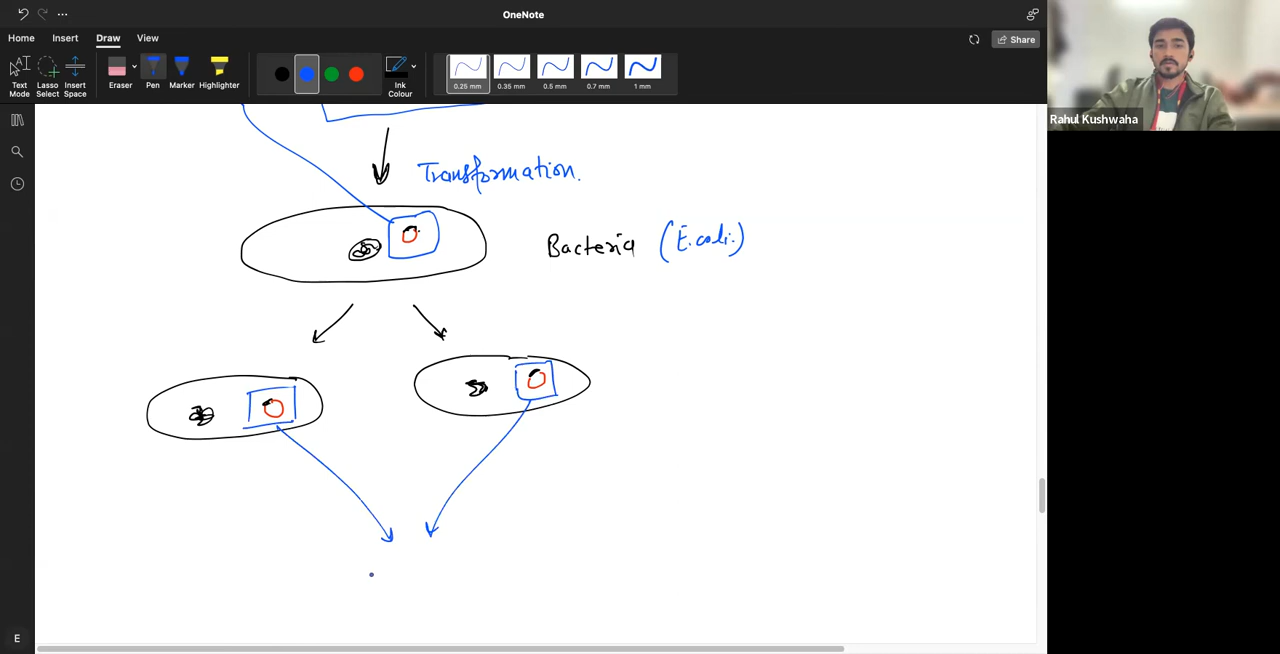 OneNote
Home Insert Draw View
Share
Text Mode
Lasso Select
Insert Space
Eraser
Pen
Marker
Highlighter
Ink Colour
0.25 mm
0.35 mm
0.5 mm
0.7 mm
1 mm
Rahul Kushwaha
Transformation.
Bacteria (E.coli.)
E